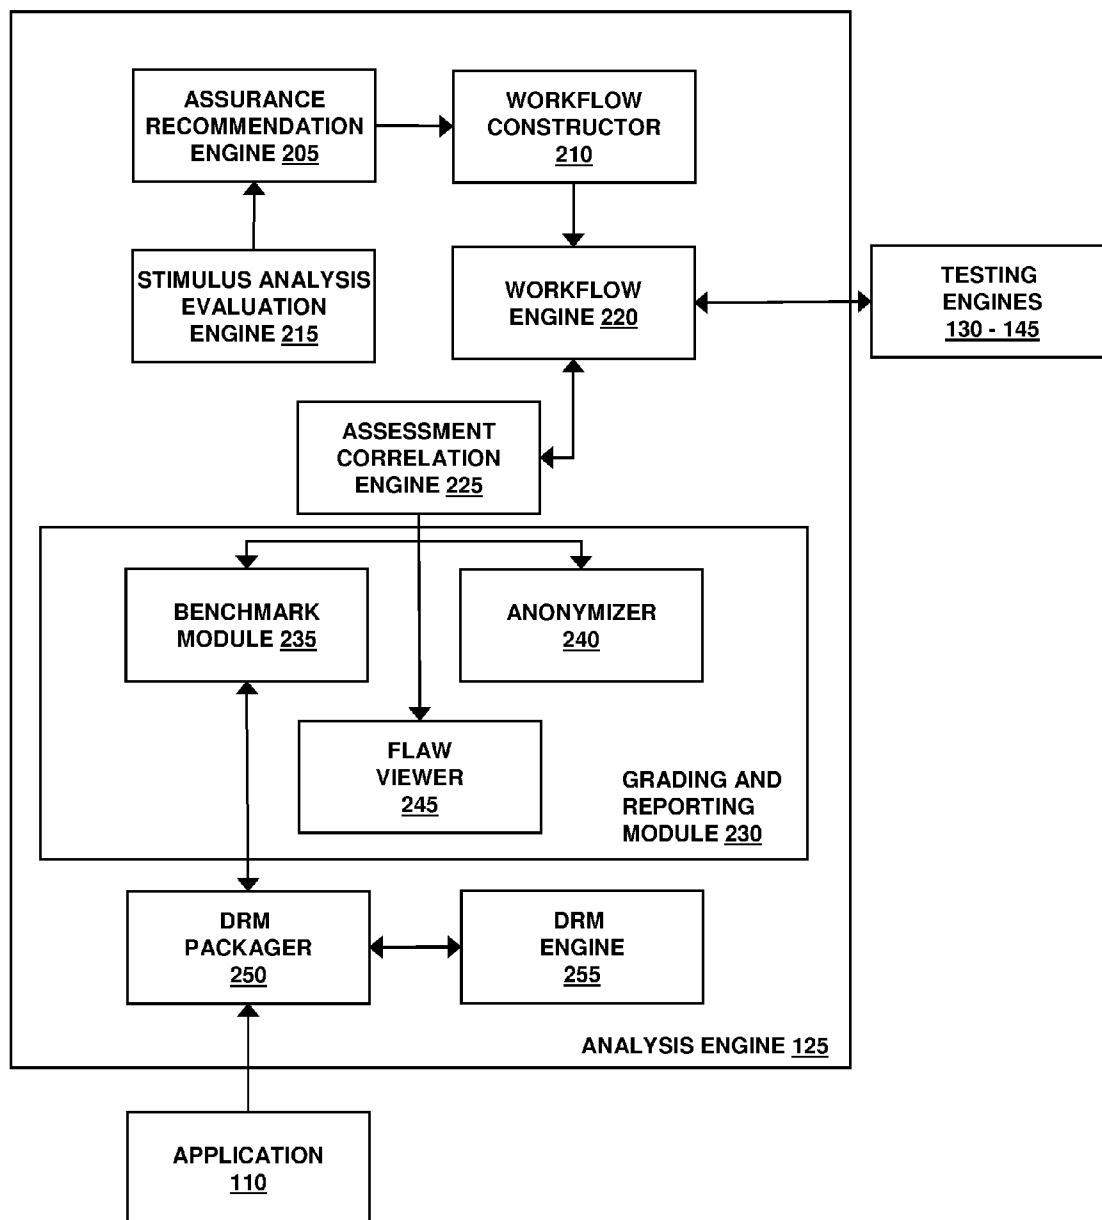 ASSURANCE
RECOMMENDATION
ENGINE 205
WORKFLOW
CONSTRUCTOR
210
STIMULUS ANALYSIS
EVALUATION
ENGINE 215
WORKFLOW
ENGINE 220
TESTING
ENGINES
130 - 145
ASSESSMENT
CORRELATION
ENGINE 225
BENCHMARK
MODULE 235
ANONYMIZER
240
FLAW
VIEWER
245
GRADING AND
REPORTING
MODULE 230
DRM
PACKAGER
250
DRM
ENGINE
255
ANALYSIS ENGINE 125
APPLICATION
110